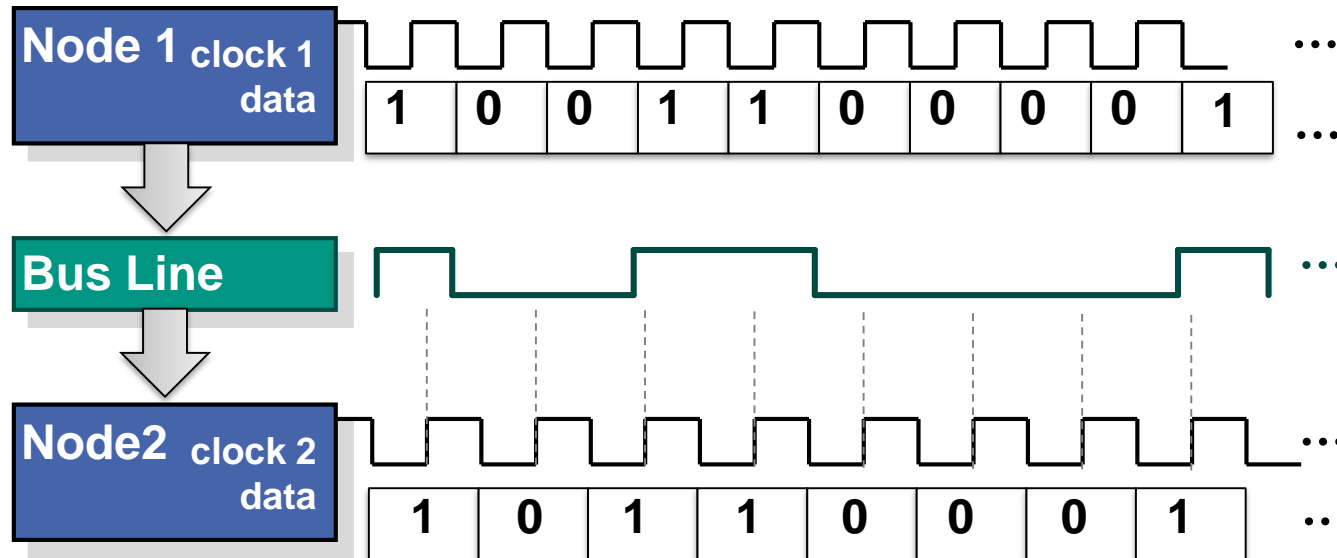 Node 1 clock 1 ...
data 1 0 0 1 1 0 0 0 0 1 ...
Bus Line ...
Node2 clock 2 ...
data 1 0 1 1 0 0 0 1 ..